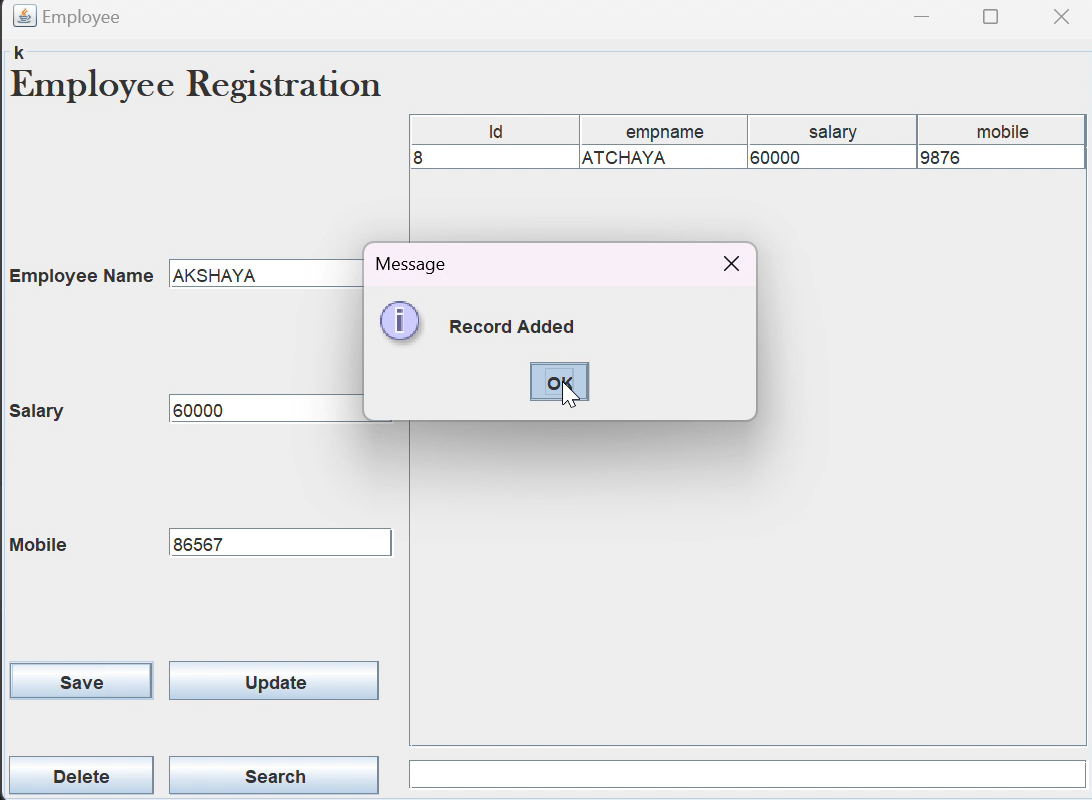 Employee
k
Employee Registration
Id empname salary mobile
8 ATCHAYA 60000 9876
Message
Employee Name AKSHAYA
Record Added
OK
Salary 60000
Mobile 86567
Save Update
Delete Search